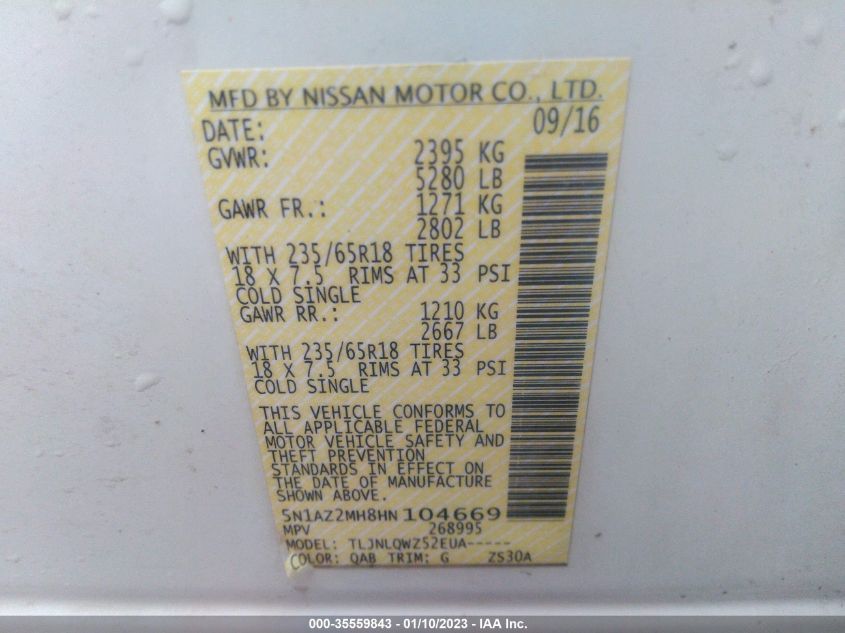 MFD BY NISSAN MOTOR CO., LTD.
DATE: 09/16
GVWR: 2395 KG
5280 LB
GAWR FR.: 1271 KG
2802 LB
WITH 235/65R18 TIRES
18 X 7.5 RIMS AT 33 PSI
COLD SINGLE
GAWR RR.: 1210 KG
2667 LB
WITH 235/65R18 TIRES
18 X 7.5 RIMS AT 33 PSI
COLD SINGLE
THIS VEHICLE CONFORMS TO
ALL APPLICABLE FEDERAL
MOTOR VEHICLE SAFETY AND
THEFT PREVENTION
STANDARDS IN EFFECT ON
THE DATE OF MANUFACTURE
SHOWN ABOVE.
5N1AZ2MH8HN104669
MPV 268995
MODEL: TLJNLQWZ52EUA-----
COLOR: QAB TRIM: G ZS30A
000-35559843 - 01/10/2023 - IAA Inc.